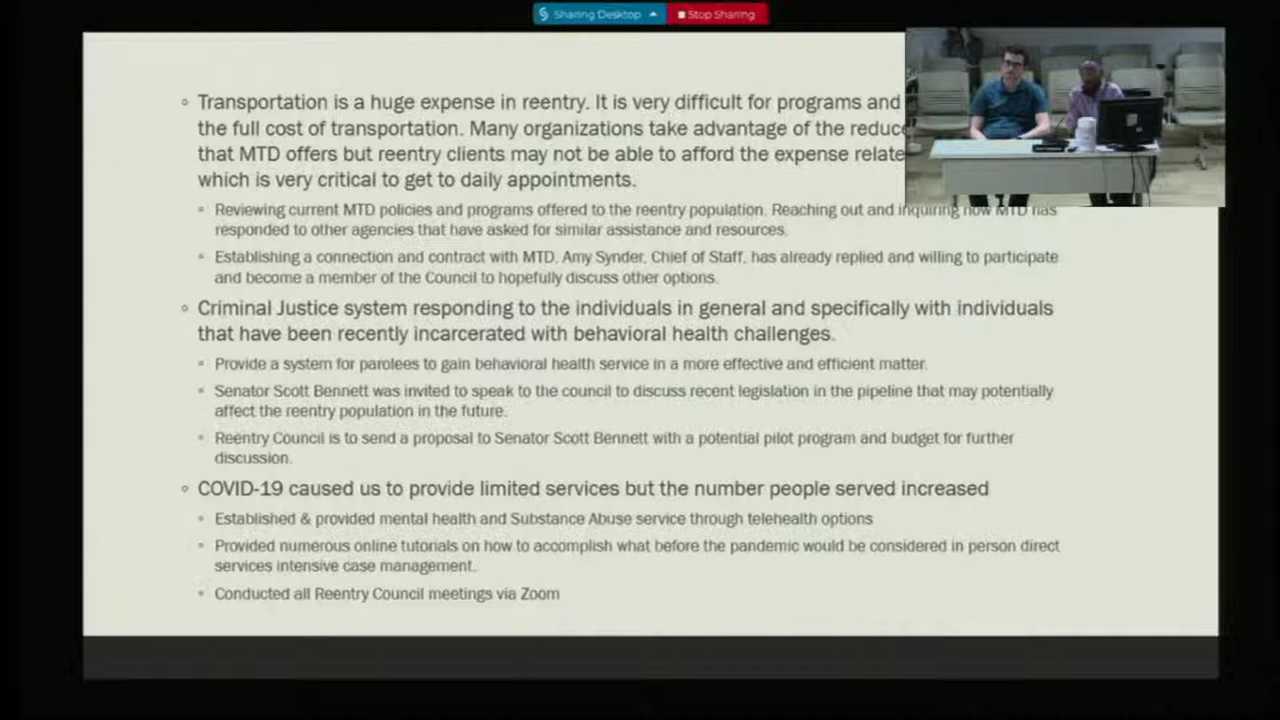 Sharing Desktop Stop Sharing
Transportation is a huge expense in reentry. It is very difficult for programs and
the full cost of transportation. Many organizations take advantage of the reduce
that MTD offers but reentry clients may not be able to afford the expense relate
which is very critical to get to daily appointments.
Reviewing current MTD policies and programs offered to the reentry population. Reaching out and inquiring how MTD has
responded to other agencies that have asked for similar assistance and resources.
Establishing a connection and contract with MTD. Amy Synder, Chief of Staff, has already replied and willing to participate
and become a member of the Council to hopefully discuss other options.
Criminal Justice system responding to the individuals in general and specifically with individuals
that have been recently incarcerated with behavioral health challenges.
Provide a system for parolees to gain behavioral health service in a more effective and efficient matter.
Senator Scott Bennett was invited to speak to the council to discuss recent legislation in the pipeline that may potentially
affect the reentry population in the future.
Reentry Council is to send a proposal to Senator Scott Bennett with a potential pilot program and budget for further
discussion.
COVID-19 caused us to provide limited services but the number people served increased
Established & provided mental health and Substance Abuse service through telehealth options
Provided numerous online tutorials on how to accomplish what before the pandemic would be considered in person direct
services intensive case management.
Conducted all Reentry Council meetings via Zoom